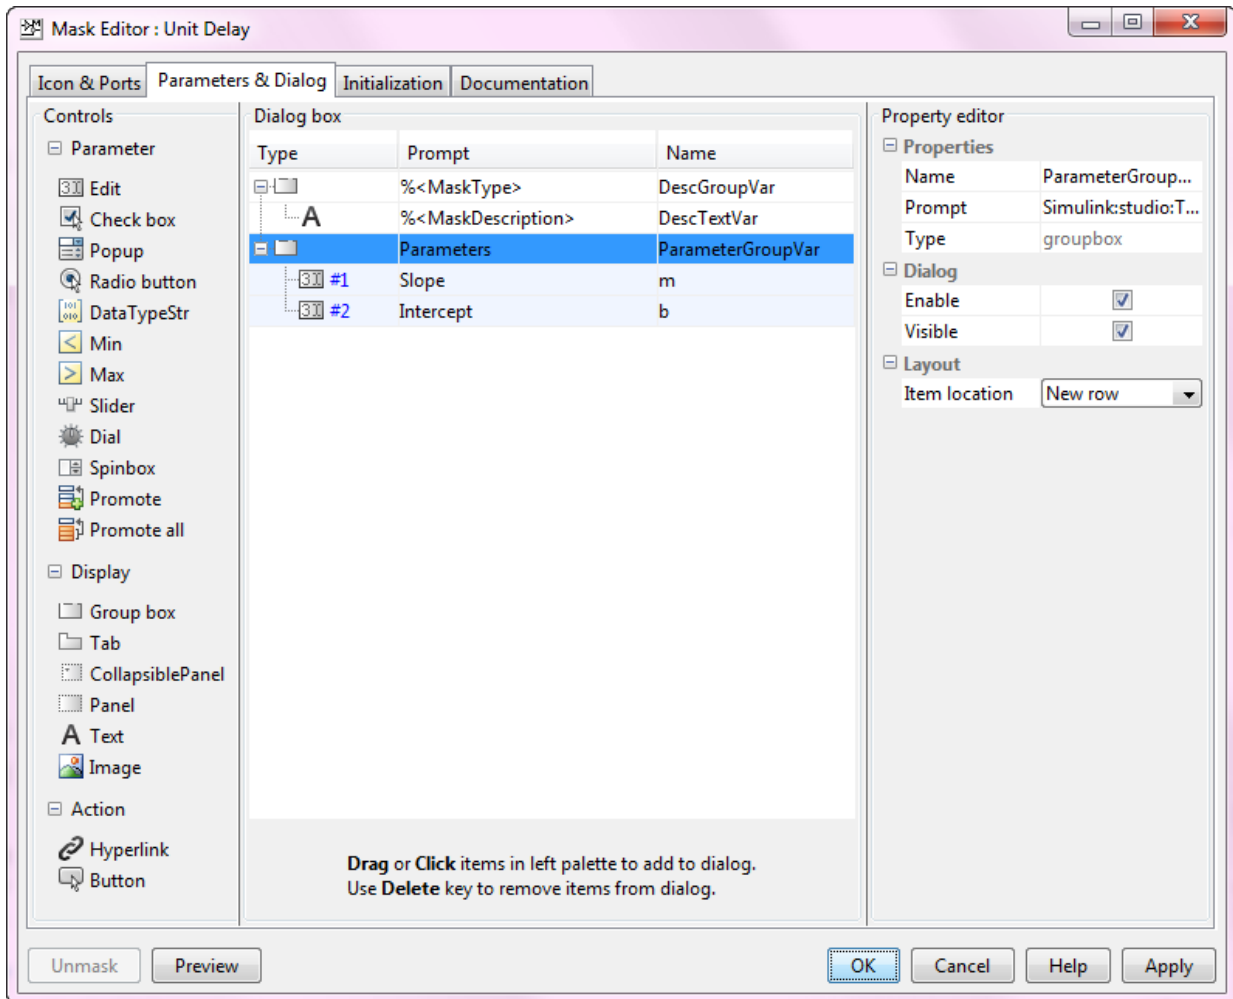 Mask Editor : Unit Delay
Icon & Ports Parameters & Dialog Initialization Documentation
Controls
Parameter
Edit
Check box
Popup
Radio button
DataTypeStr
Min
Max
Slider
Dial
Spinbox
Promote
Promote all
Display
Group box
Tab
CollapsiblePanel
Panel
Text
Image
Action
Hyperlink
Button
Dialog box
Type Prompt Name
%<MaskType> DescGroupVar
A %<MaskDescription> DescTextVar
Parameters ParameterGroupVar
#1 Slope m
#2 Intercept b
Drag or Click items in left palette to add to dialog.
Use Delete key to remove items from dialog.
Property editor
Properties
Name ParameterGroup...
Prompt Simulink:studio:T...
Type groupbox
Dialog
Enable
Visible
Layout
Item location New row
Unmask Preview OK Cancel Help Apply